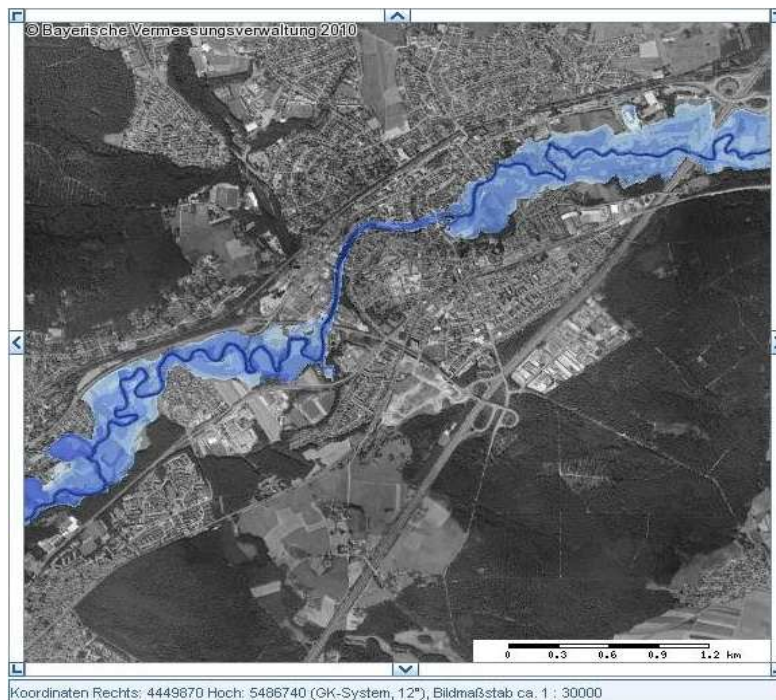 © Bayerische Vermessungsverwaltung 2010
0 0.3 0.6 0.9 1.2 km
Koordinaten Rechts: 4449870 Hoch: 5486740 (GK-System, 12°), Bildmaßstab ca. 1 : 30000